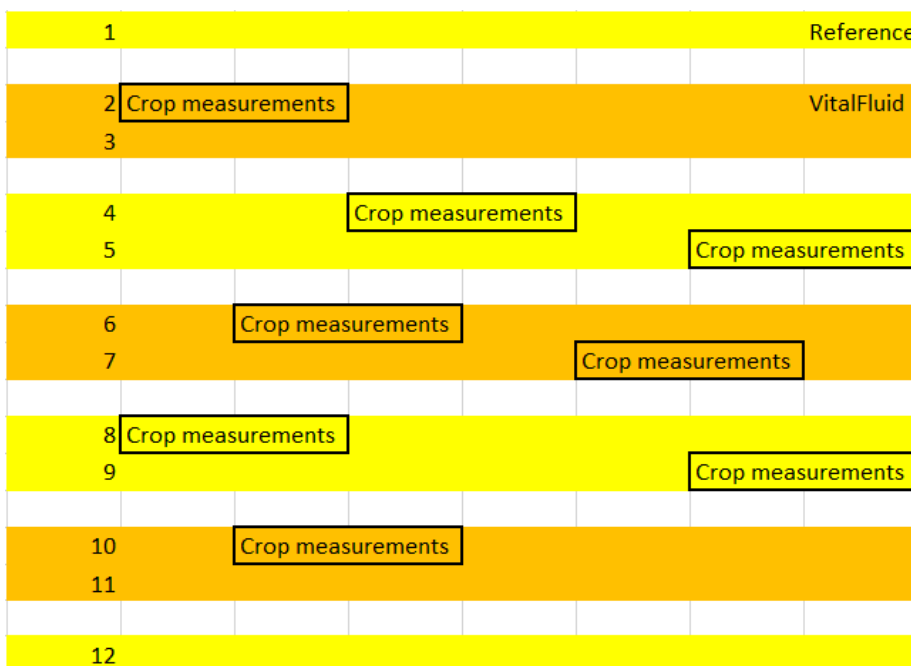 1 Reference
2 Crop measurements VitalFluid
3
4 Crop measurements
5 Crop measurements
6 Crop measurements
7 Crop measurements
8 Crop measurements
9 Crop measurements
10 Crop measurements
11
12